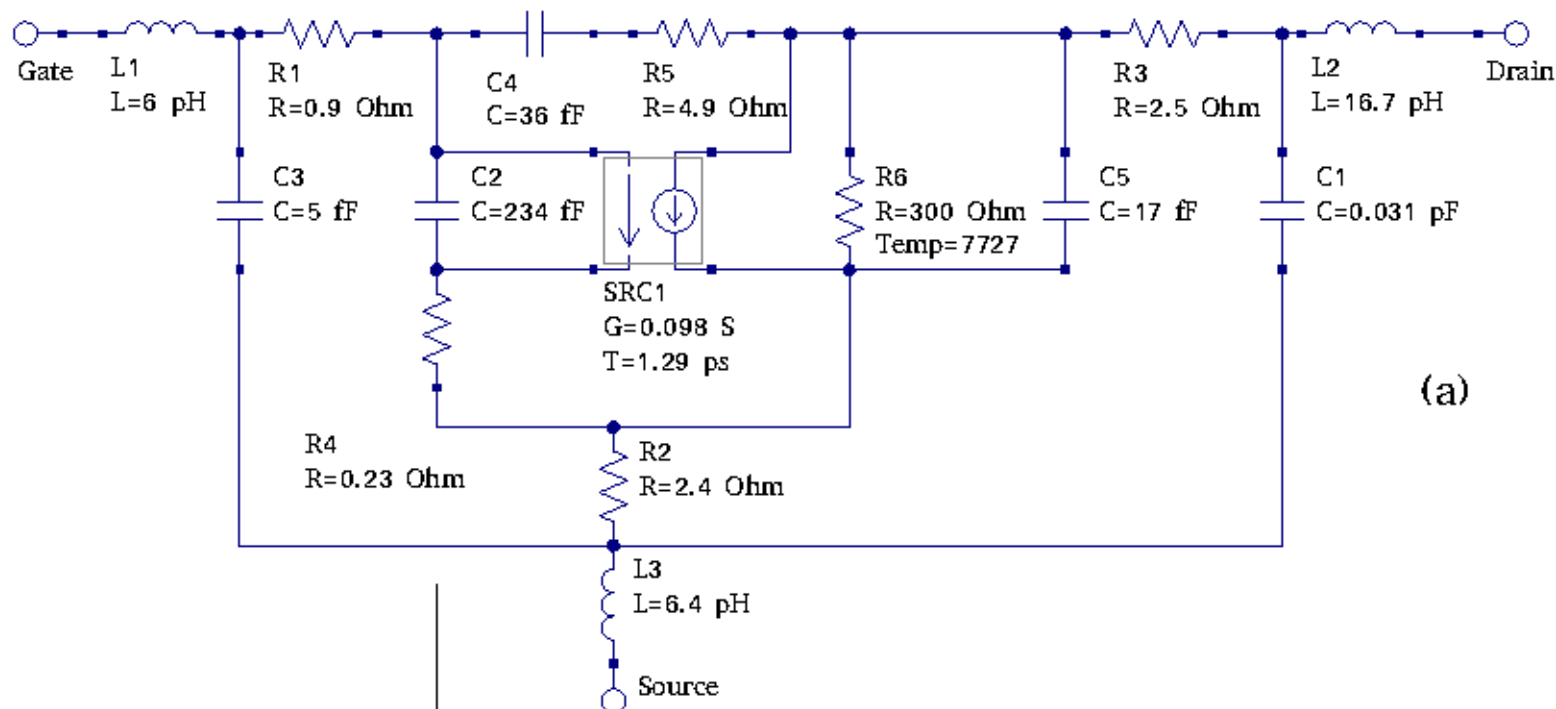 Gate
L1
L=6 pH
R1
R=0.9 Ohm
C4
C=36 fF
R5
R=4.9 Ohm
R3
R=2.5 Ohm
L2
L=16.7 pH
Drain
C3
C=5 fF
C2
C=234 fF
R6
R=300 Ohm
Temp=7727
C5
C=17 fF
C1
C=0.031 pF
SRC1
G=0.098 S
T=1.29 ps
(a)
R4
R=0.23 Ohm
R2
R=2.4 Ohm
L3
L=6.4 pH
Source